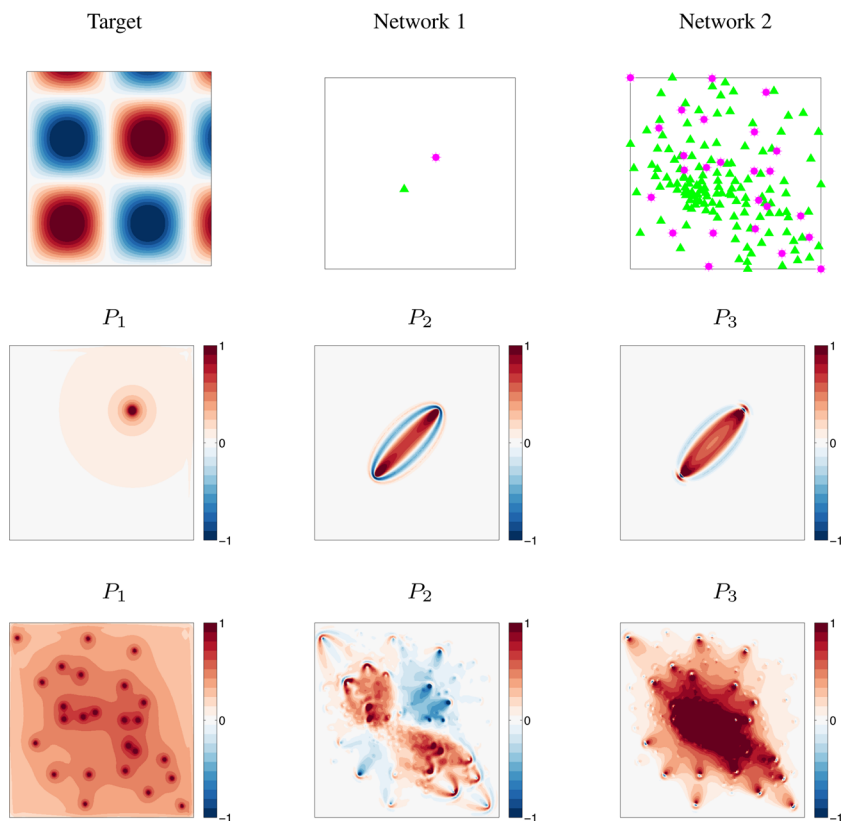 Target Network 1 Network 2
P₁ P₂ P₃
1 1 1
0 0 0
−1 −1 −1
P₁ P₂ P₃
1 1 1
0 0 0
−1 −1 −1